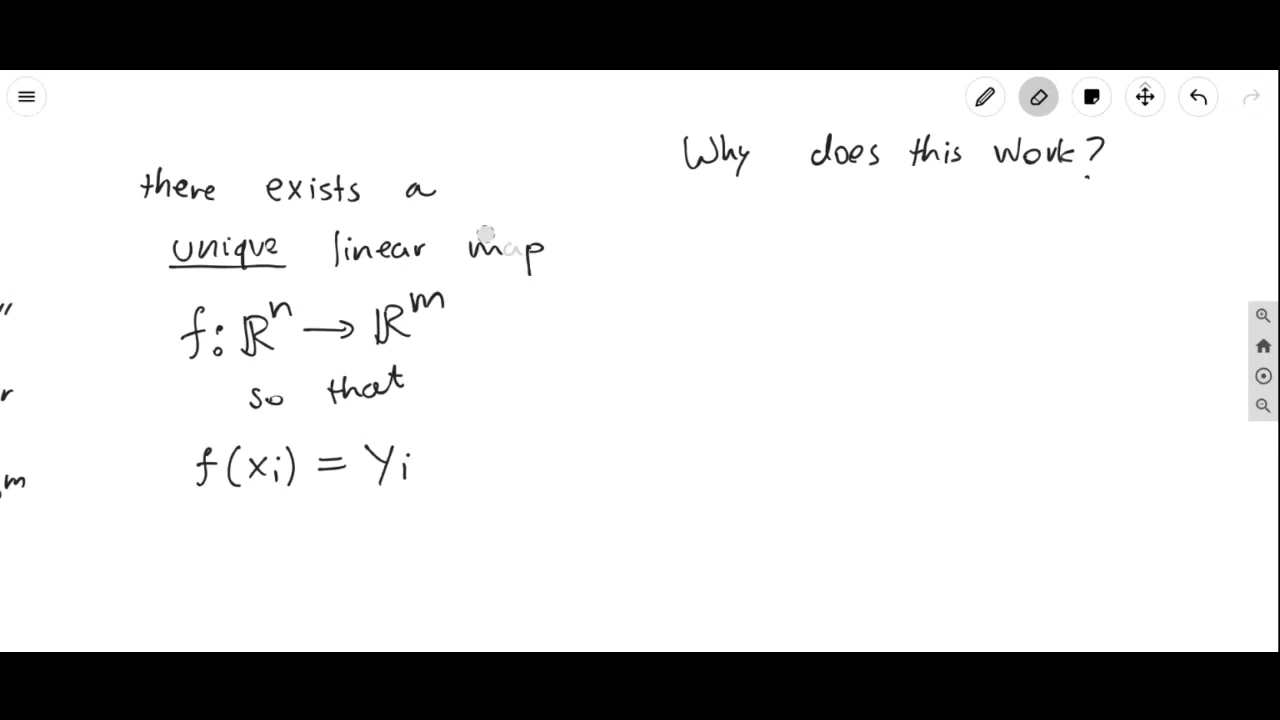 Why does this work?
there exists a
unique linear map
f: ℝⁿ → ℝᵐ
so that
f(xᵢ) = yᵢ
"
r
m